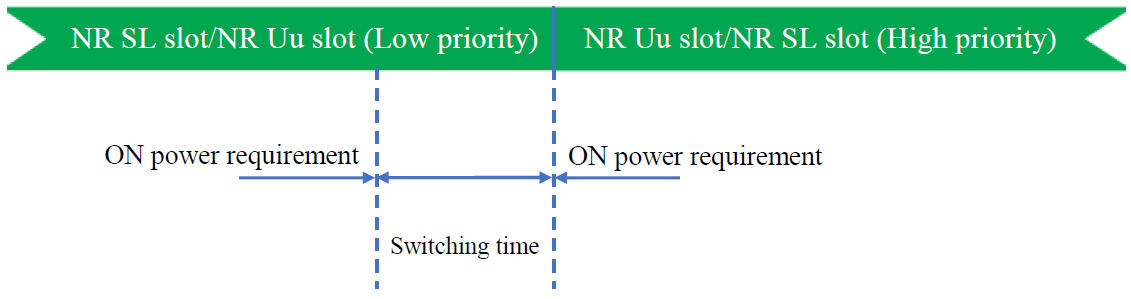 NR SL slot/NR Uu slot (Low priority)
NR Uu slot/NR SL slot (High priority)
ON power requirement
ON power requirement
Switching time